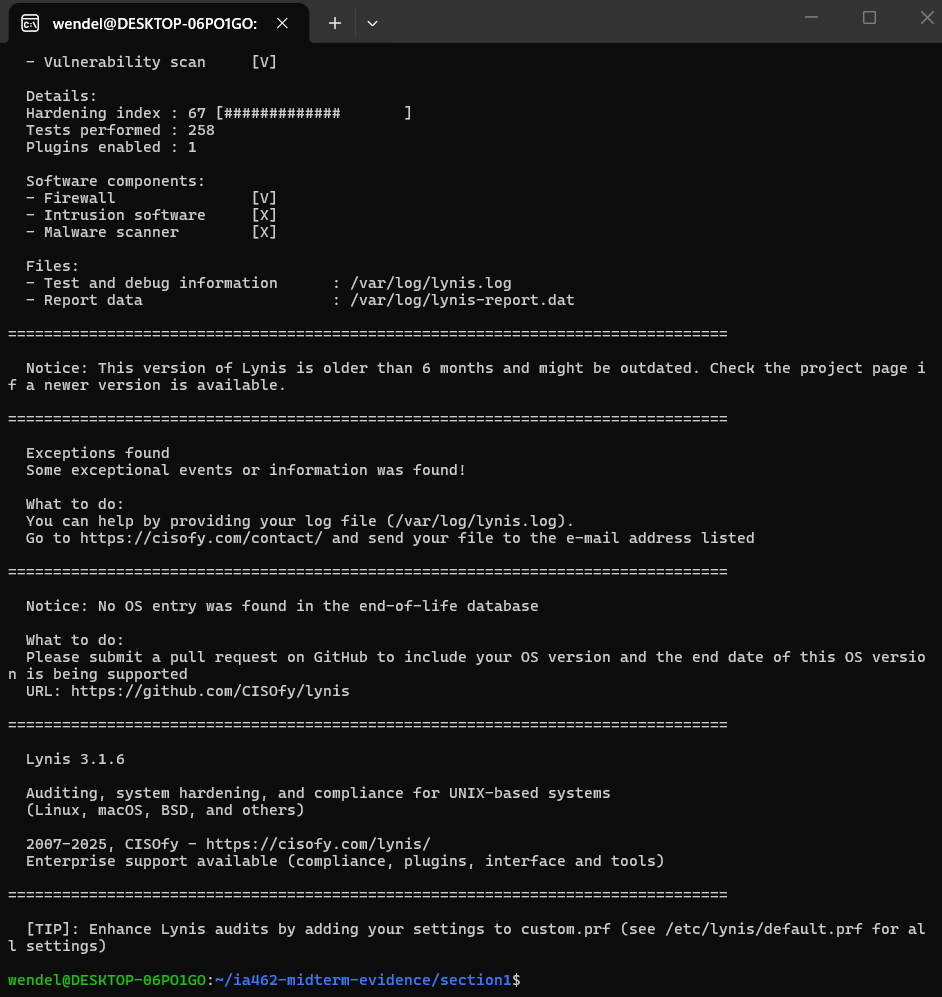 wendel@DESKTOP-06PO1GO:
- Vulnerability scan     [V]
Details:
Hardening index : 67 [#############       ]
Tests performed : 258
Plugins enabled : 1
Software components:
- Firewall               [V]
- Intrusion software     [X]
- Malware scanner        [X]
Files:
- Test and debug information      : /var/log/lynis.log
- Report data                     : /var/log/lynis-report.dat
================================================================================
Notice: This version of Lynis is older than 6 months and might be outdated. Check the project page i
f a newer version is available.
================================================================================
Exceptions found
Some exceptional events or information was found!
What to do:
You can help by providing your log file (/var/log/lynis.log).
Go to https://cisofy.com/contact/ and send your file to the e-mail address listed
================================================================================
Notice: No OS entry was found in the end-of-life database
What to do:
Please submit a pull request on GitHub to include your OS version and the end date of this OS versio
n is being supported
URL: https://github.com/CISOfy/lynis
================================================================================
Lynis 3.1.6
Auditing, system hardening, and compliance for UNIX-based systems
(Linux, macOS, BSD, and others)
2007-2025, CISOfy - https://cisofy.com/lynis/
Enterprise support available (compliance, plugins, interface and tools)
================================================================================
[TIP]: Enhance Lynis audits by adding your settings to custom.prf (see /etc/lynis/default.prf for al
l settings)
wendel@DESKTOP-06PO1GO:~/ia462-midterm-evidence/section1$